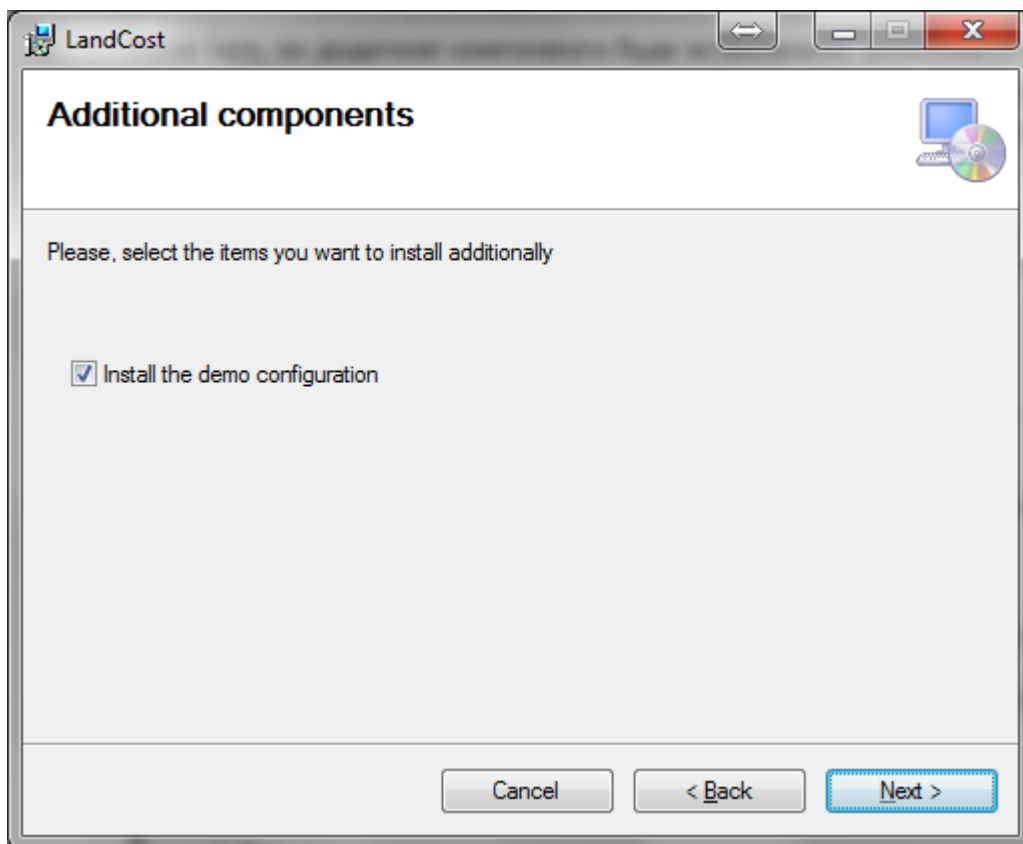 LandCost
Additional components
Please, select the items you want to install additionally
Install the demo configuration
Cancel
< Back
Next >